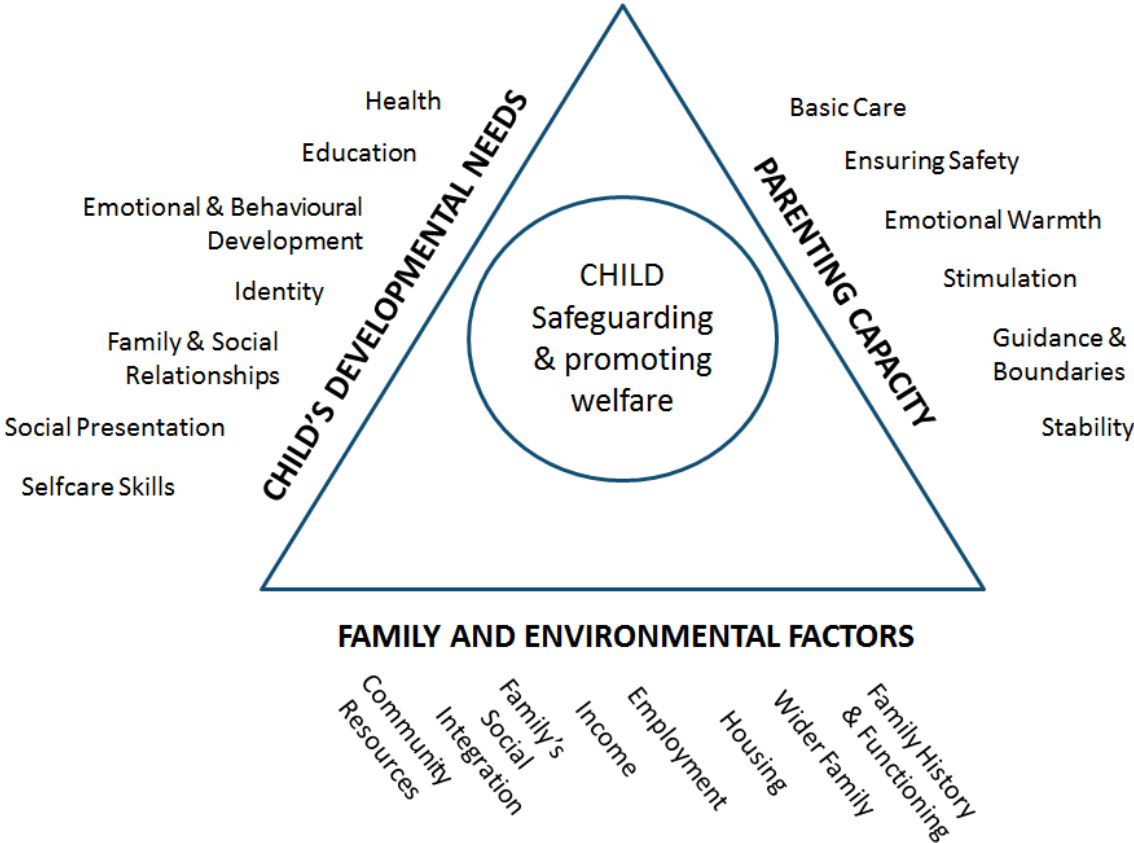 Health
Education
Emotional & Behavioural
Development
Identity
Family & Social
Relationships
Social Presentation
Selfcare Skills
CHILD'S DEVELOPMENTAL NEEDS
CHILD
Safeguarding
& promoting
welfare
PARENTING CAPACITY
Basic Care
Ensuring Safety
Emotional Warmth
Stimulation
Guidance &
Boundaries
Stability
FAMILY AND ENVIRONMENTAL FACTORS
Community
Resources
Family's
Social
Integration
Income
Employment
Housing
Wider Family
Family History
& Functioning